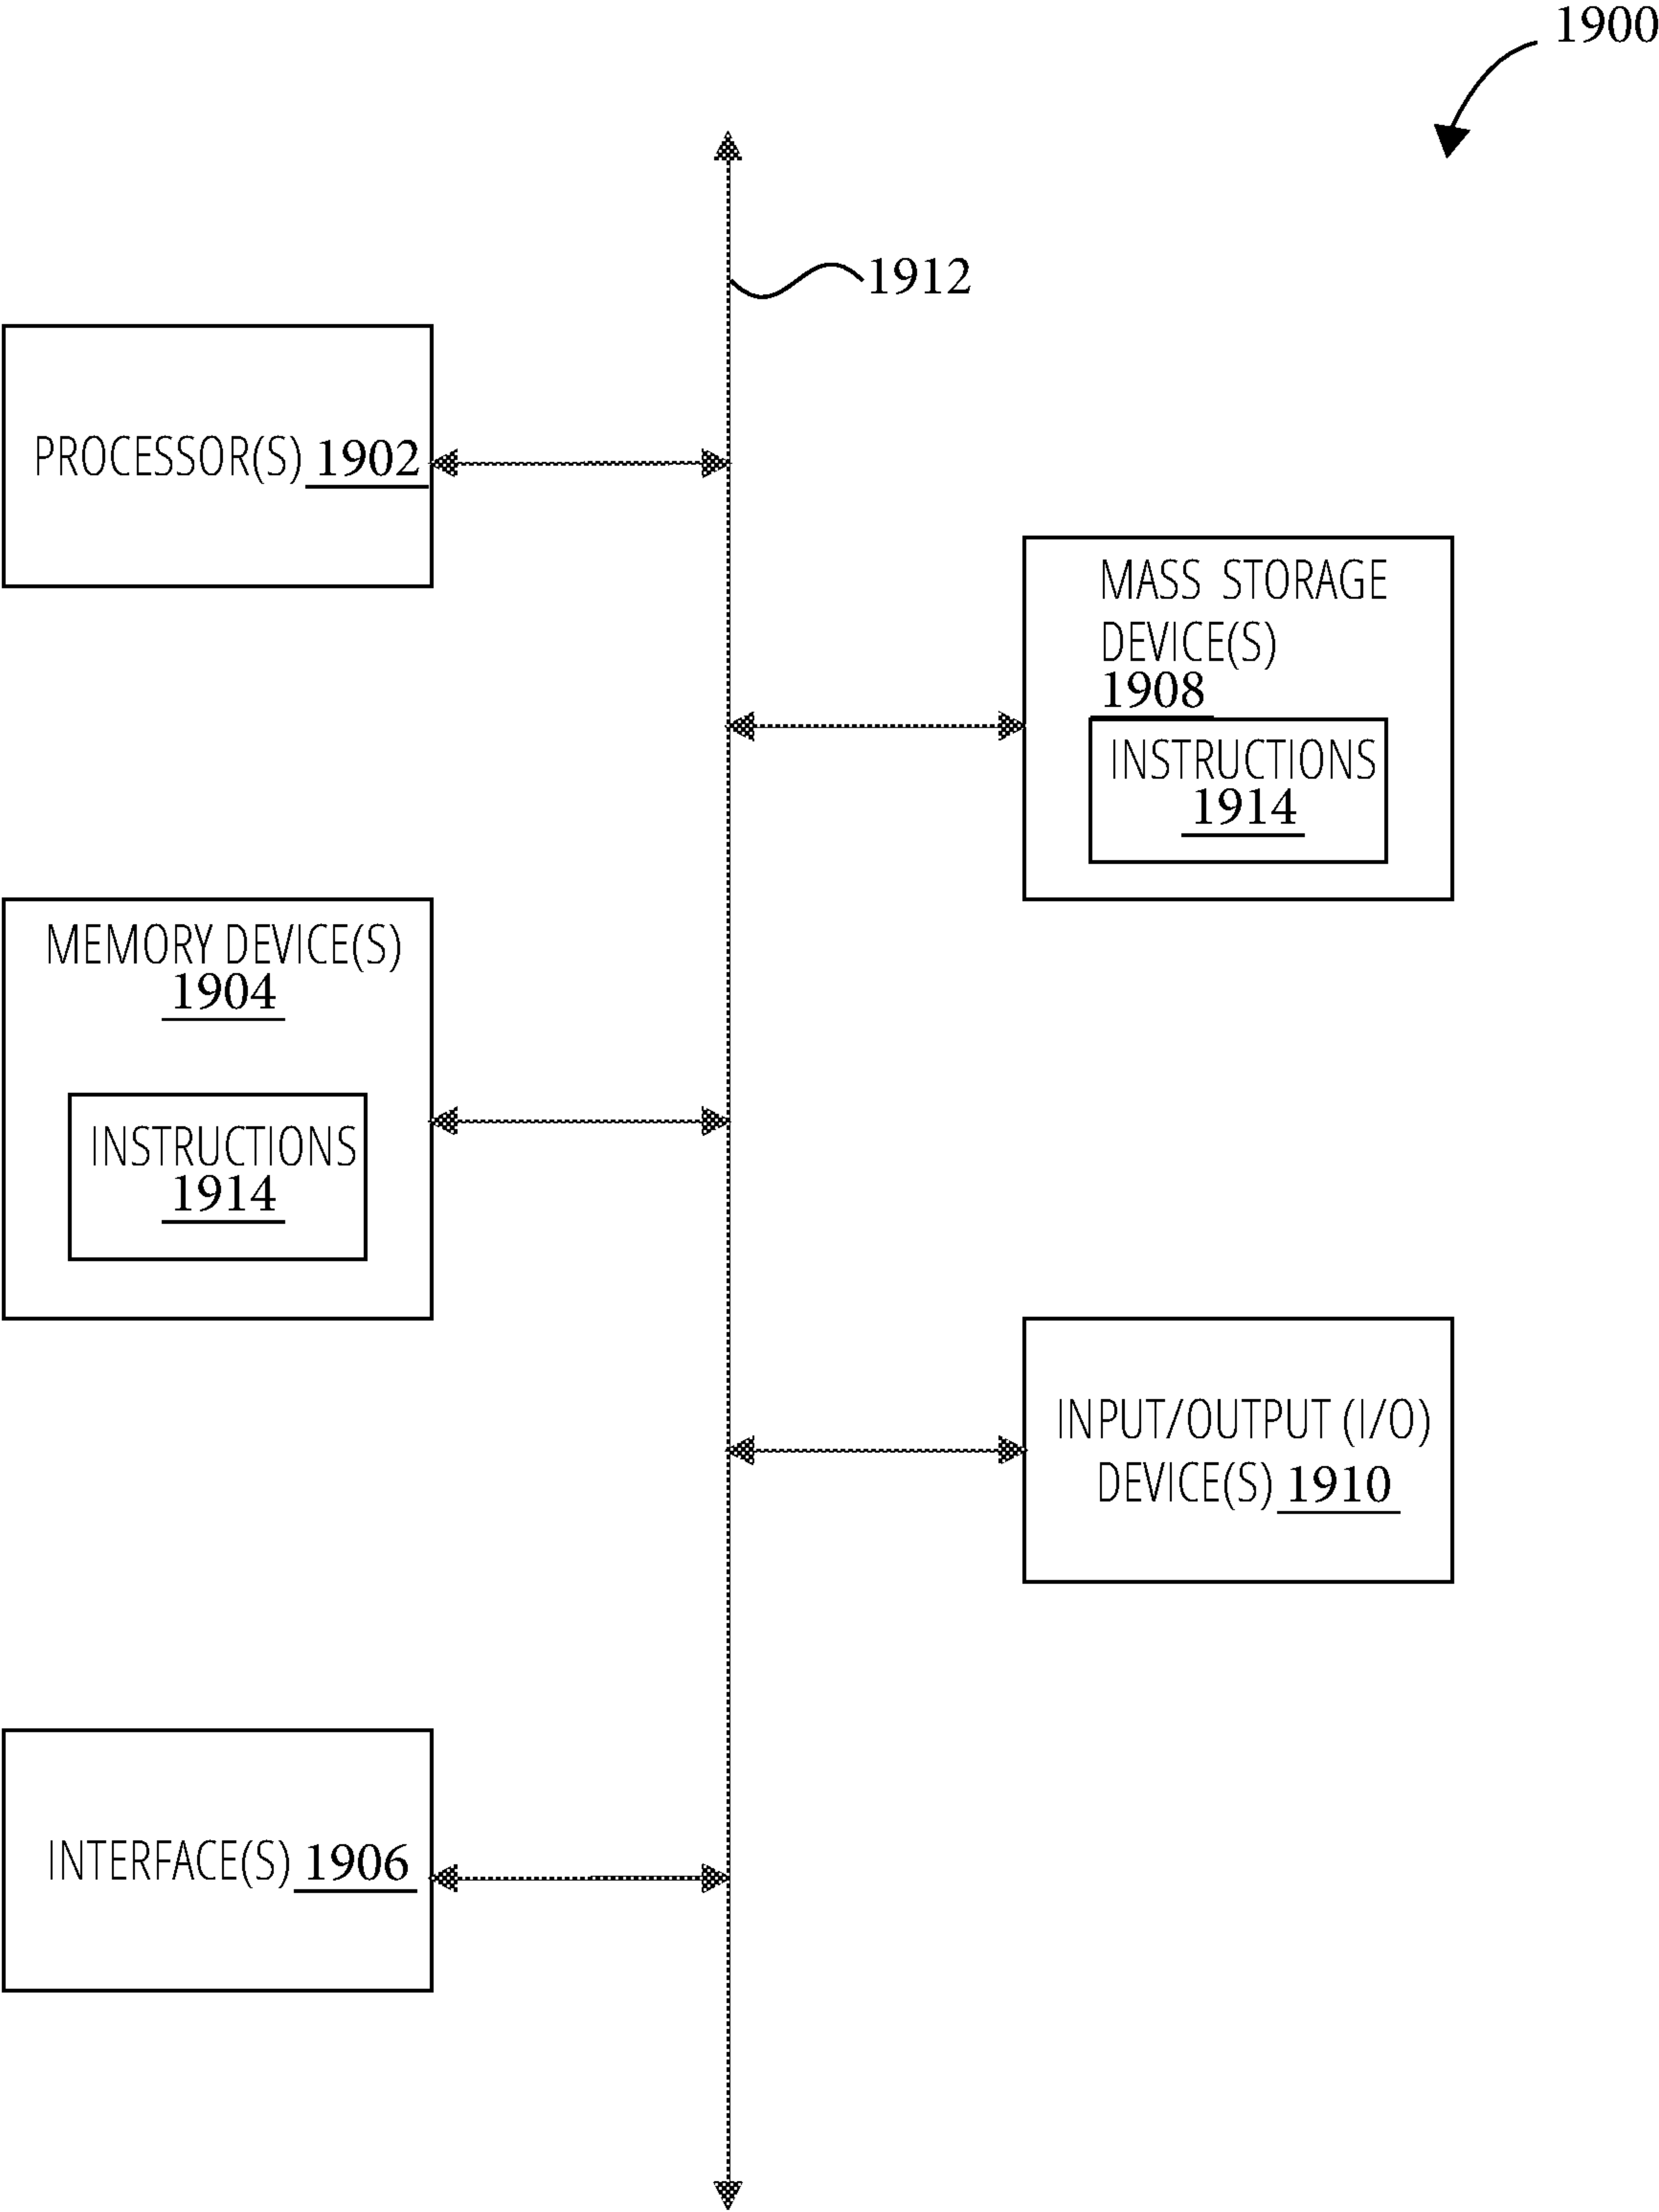 1900
1912
PROCESSOR(S) 1902
MASS STORAGE
DEVICE(S)
1908
INSTRUCTIONS
1914
MEMORY DEVICE(S)
1904
INSTRUCTIONS
1914
INPUT/OUTPUT (I/O)
DEVICE(S) 1910
INTERFACE(S) 1906